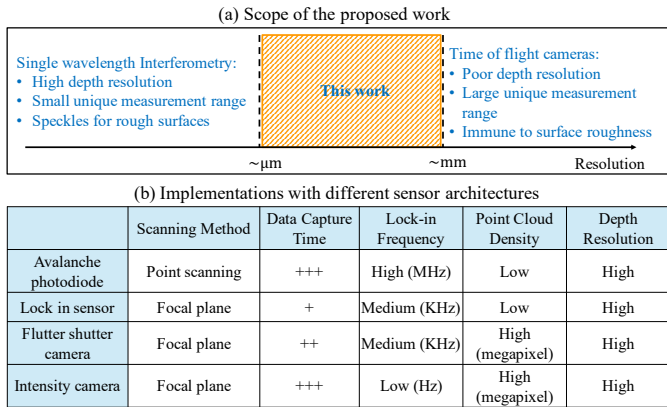 (a) Scope of the proposed work
Single wavelength Interferometry:
• High depth resolution
• Small unique measurement range
• Speckles for rough surfaces
This work
Time of flight cameras:
• Poor depth resolution
• Large unique measurement
range
• Immune to surface roughness
~μm
~mm
Resolution
(b) Implementations with different sensor architectures
Scanning Method
Data Capture
Time
Lock-in
Frequency
Point Cloud
Density
Depth
Resolution
Avalanche
photodiode
Point scanning
+++
High (MHz)
Low
High
Lock in sensor
Focal plane
+
Medium (KHz)
Low
High
Flutter shutter
camera
Focal plane
++
Medium (KHz)
High
(megapixel)
High
Intensity camera
Focal plane
+++
Low (Hz)
High
(megapixel)
High